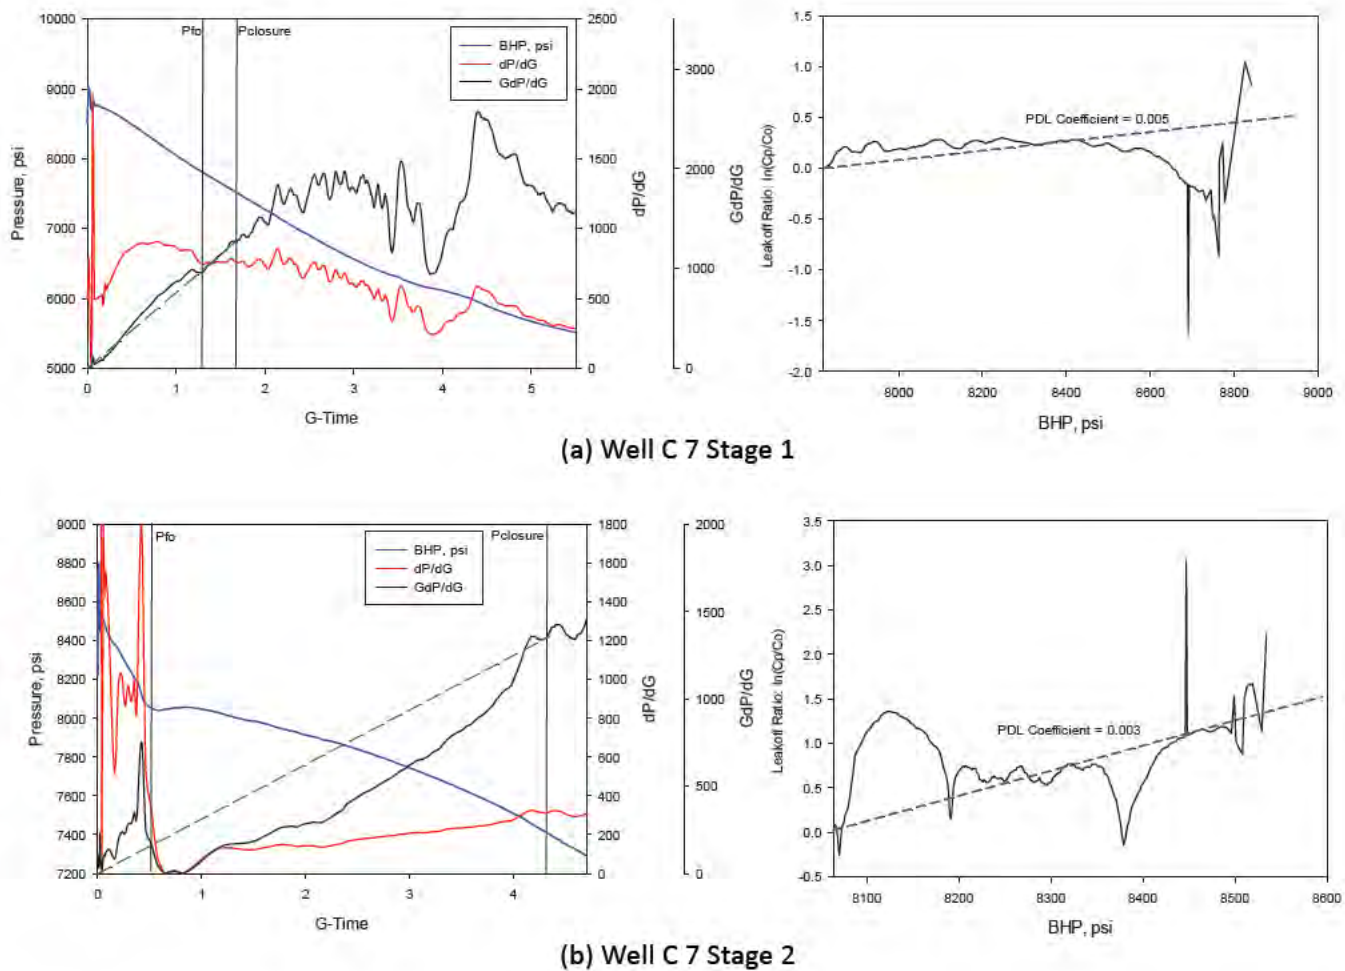 10000
9000
8000
7000
6000
5000
Pressure, psi
Pfo
Pclosure
BHP, psi
dP/dG
GdP/dG
2500
2000
1500
1000
500
0
dP/dG
3000
2000
1000
0
GdP/dG
0 1 2 3 4 5
G-Time
1.5
1.0
0.5
0.0
-0.5
-1.0
-1.5
-2.0
Leakoff Ratio: ln(Cp/Co)
PDL Coefficient = 0.005
8000 8200 8400 8600 8800 9000
BHP, psi
(a) Well C 7 Stage 1
9000
8800
8600
8400
8200
8000
7800
7600
7400
7200
Pressure, psi
Pfo
Pclosure
BHP, psi
dP/dG
GdP/dG
1800
1600
1400
1200
1000
800
600
400
200
0
dP/dG
2000
1500
1000
500
0
GdP/dG
0 1 2 3 4
G-Time
3.5
3.0
2.5
2.0
1.5
1.0
0.5
0.0
-0.5
Leakoff Ratio: ln(Cp/Co)
PDL Coefficient = 0.003
8100 8200 8300 8400 8500 8600
BHP, psi
(b) Well C 7 Stage 2